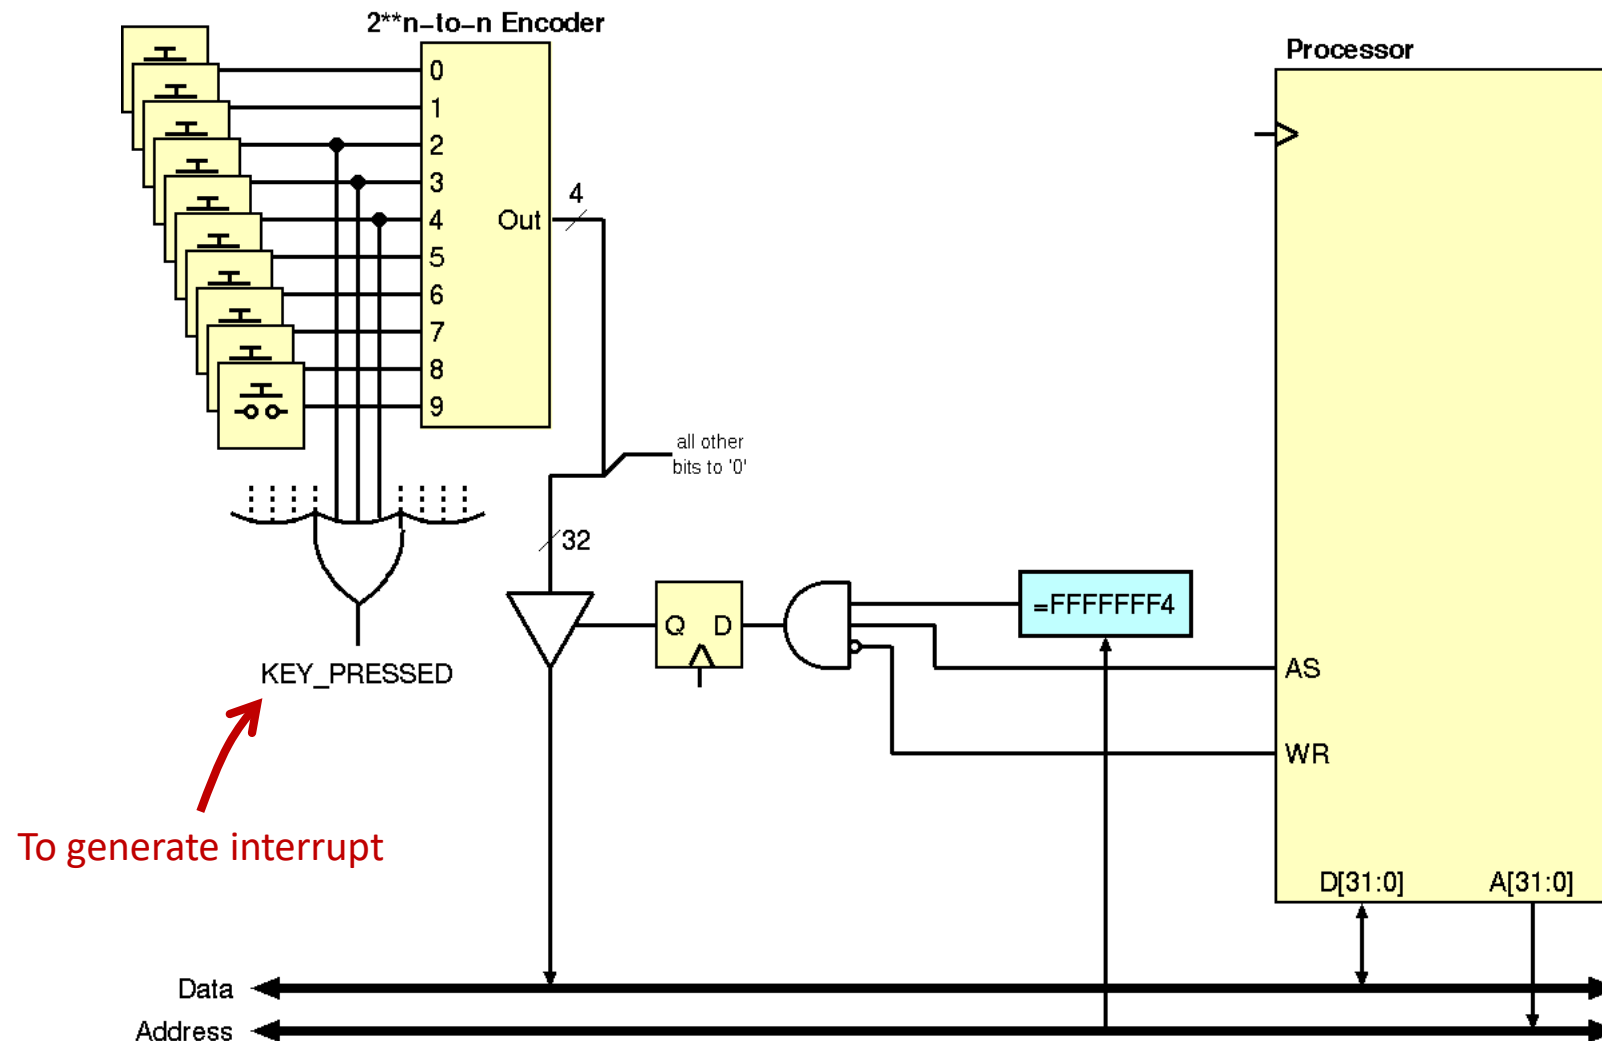 2**n-to-n Encoder
Processor
0
1
2
3
4
5
6
7
8
9
Out
4
all other
bits to '0'
32
Q D
=FFFFFFF4
KEY_PRESSED
AS
WR
To generate interrupt
D[31:0] A[31:0]
Data
Address